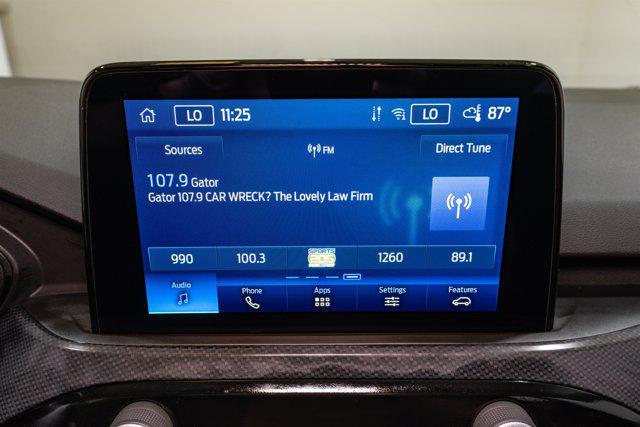 LO 11:25 LO 87°
Sources FM Direct Tune
107.9 Gator
Gator 107.9 CAR WRECK? The Lovely Law Firm
990 100.3 SPORTS 1260 89.1
Audio Phone Apps Settings Features